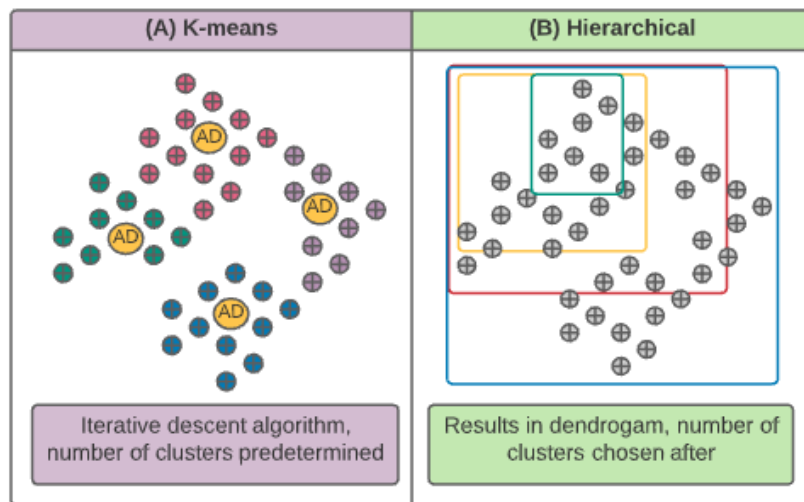 (A) K-means
(B) Hierarchical
AD
AD
AD
AD
Iterative descent algorithm,
number of clusters predetermined
Results in dendrogam, number of
clusters chosen after